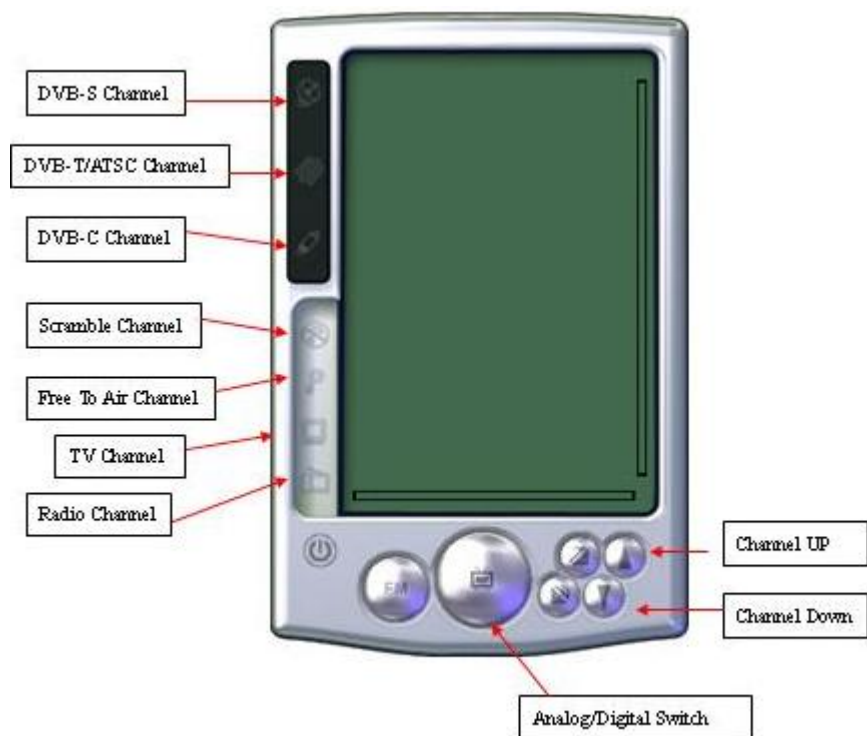 DVB-S Channel
DVB-T/ATSC Channel
DVB-C Channel
Scramble Channel
Free To Air Channel
TV Channel
Radio Channel
FM
Channel UP
Channel Down
Analog/Digital Switch